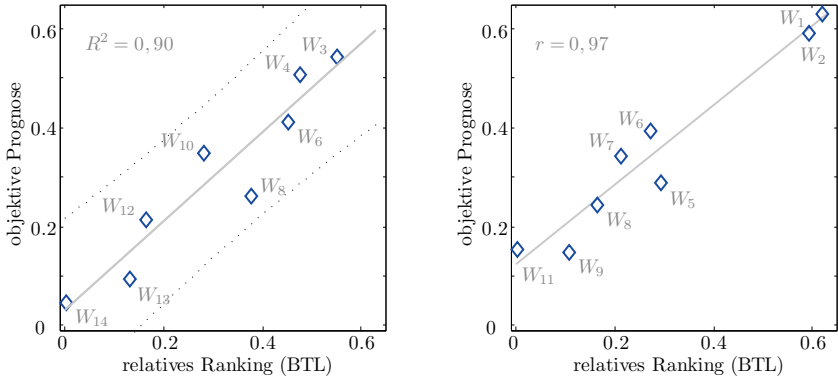 R² = 0,90
W₃
W₄
W₆
W₁₀
W₈
W₁₂
W₁₃
W₁₄
0.6
0.4
0.2
0
0
0.2
0.4
0.6
objektive Prognose
relatives Ranking (BTL)
r = 0,97
W₁
W₂
W₆
W₇
W₅
W₈
W₉
W₁₁
0.6
0.4
0.2
0
0
0.2
0.4
0.6
objektive Prognose
relatives Ranking (BTL)